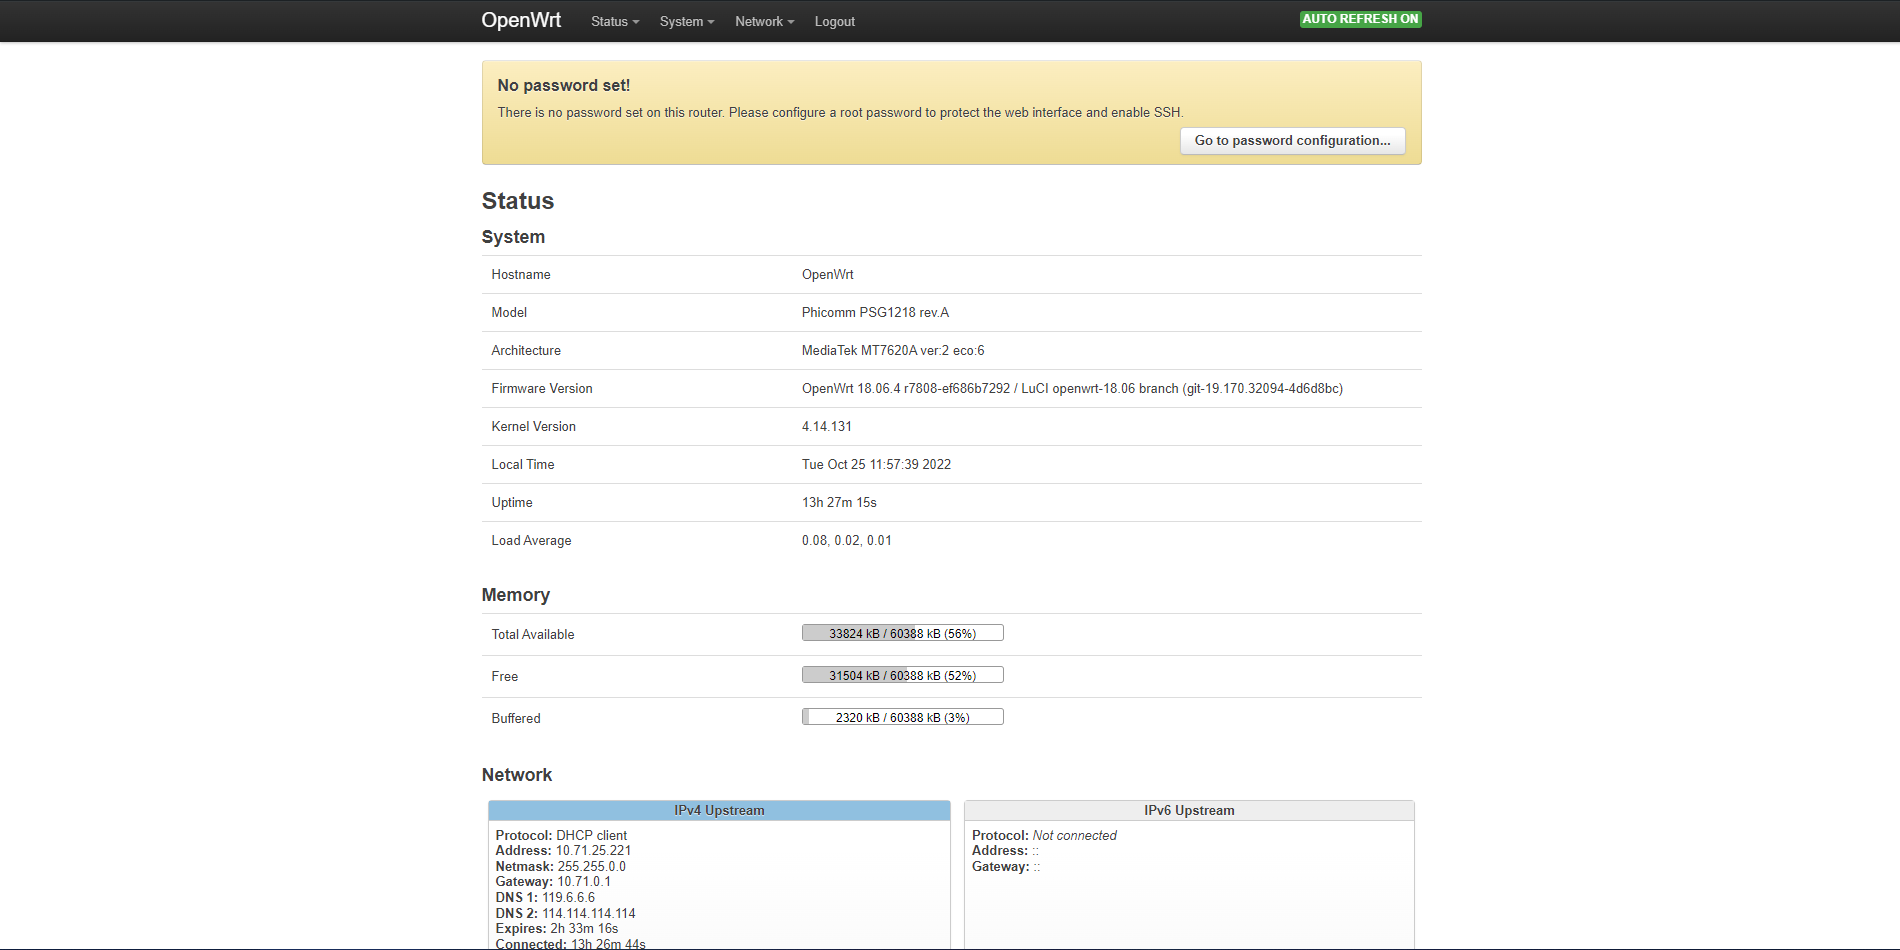 OpenWrt Status System Network Logout AUTO REFRESH ON
No password set!
There is no password set on this router. Please configure a root password to protect the web interface and enable SSH.
Go to password configuration...
Status
System
Hostname OpenWrt
Model Phicomm PSG1218 rev.A
Architecture MediaTek MT7620A ver:2 eco:6
Firmware Version OpenWrt 18.06.4 r7808-ef686b7292 / LuCI openwrt-18.06 branch (git-19.170.32094-4d6d8bc)
Kernel Version 4.14.131
Local Time Tue Oct 25 11:57:39 2022
Uptime 13h 27m 15s
Load Average 0.08, 0.02, 0.01
Memory
Total Available 33824 kB / 60388 kB (56%)
Free 31504 kB / 60388 kB (52%)
Buffered 2320 kB / 60388 kB (3%)
Network
IPv4 Upstream
Protocol: DHCP client
Address: 10.71.25.221
Netmask: 255.255.0.0
Gateway: 10.71.0.1
DNS 1: 119.6.6.6
DNS 2: 114.114.114.114
Expires: 2h 33m 16s
Connected: 13h 26m 44s
IPv6 Upstream
Protocol: Not connected
Address: ::
Gateway: ::